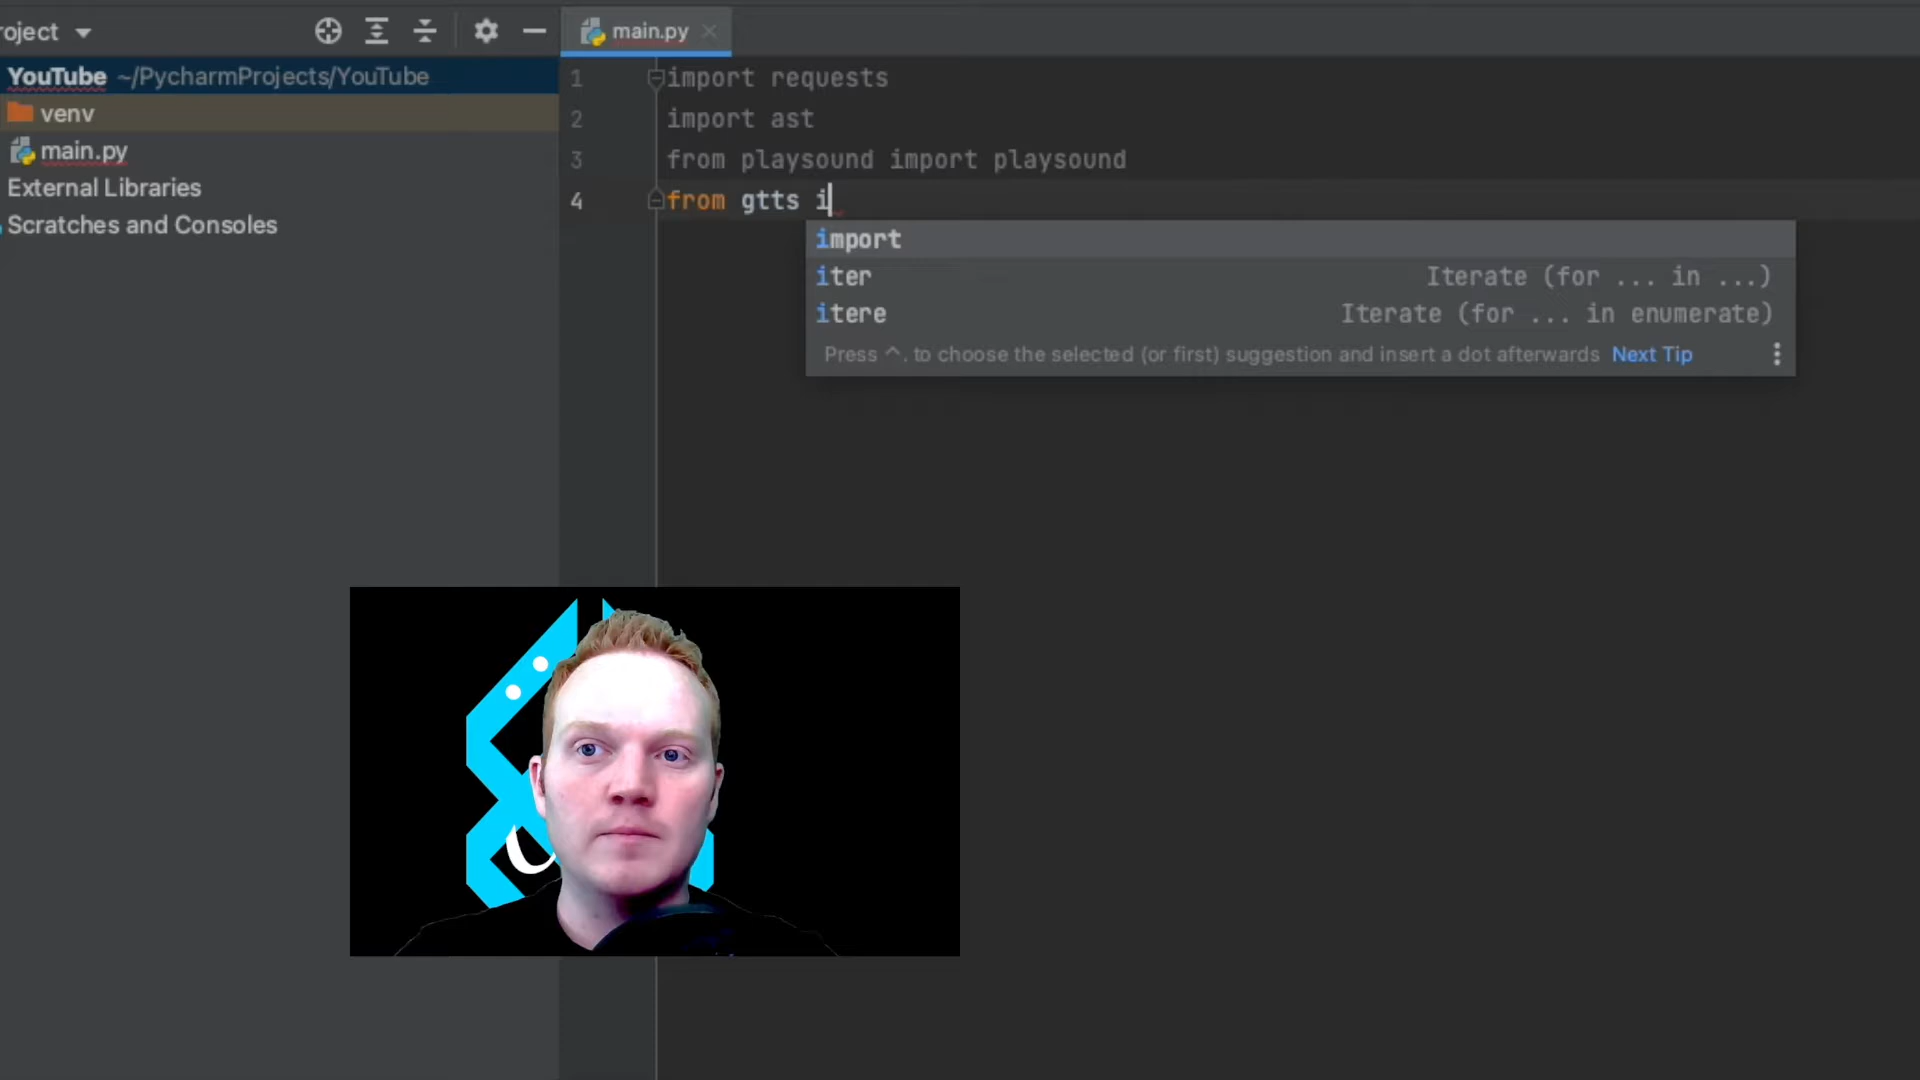 roject
main.py
YouTube ~/PycharmProjects/YouTube
venv
main.py
External Libraries
Scratches and Consoles
1 import requests
2 import ast
3 from playsound import playsound
4 from gtts i
import
iter Iterate (for ... in ...)
itere Iterate (for ... in enumerate)
Press ^. to choose the selected (or first) suggestion and insert a dot afterwards Next Tip